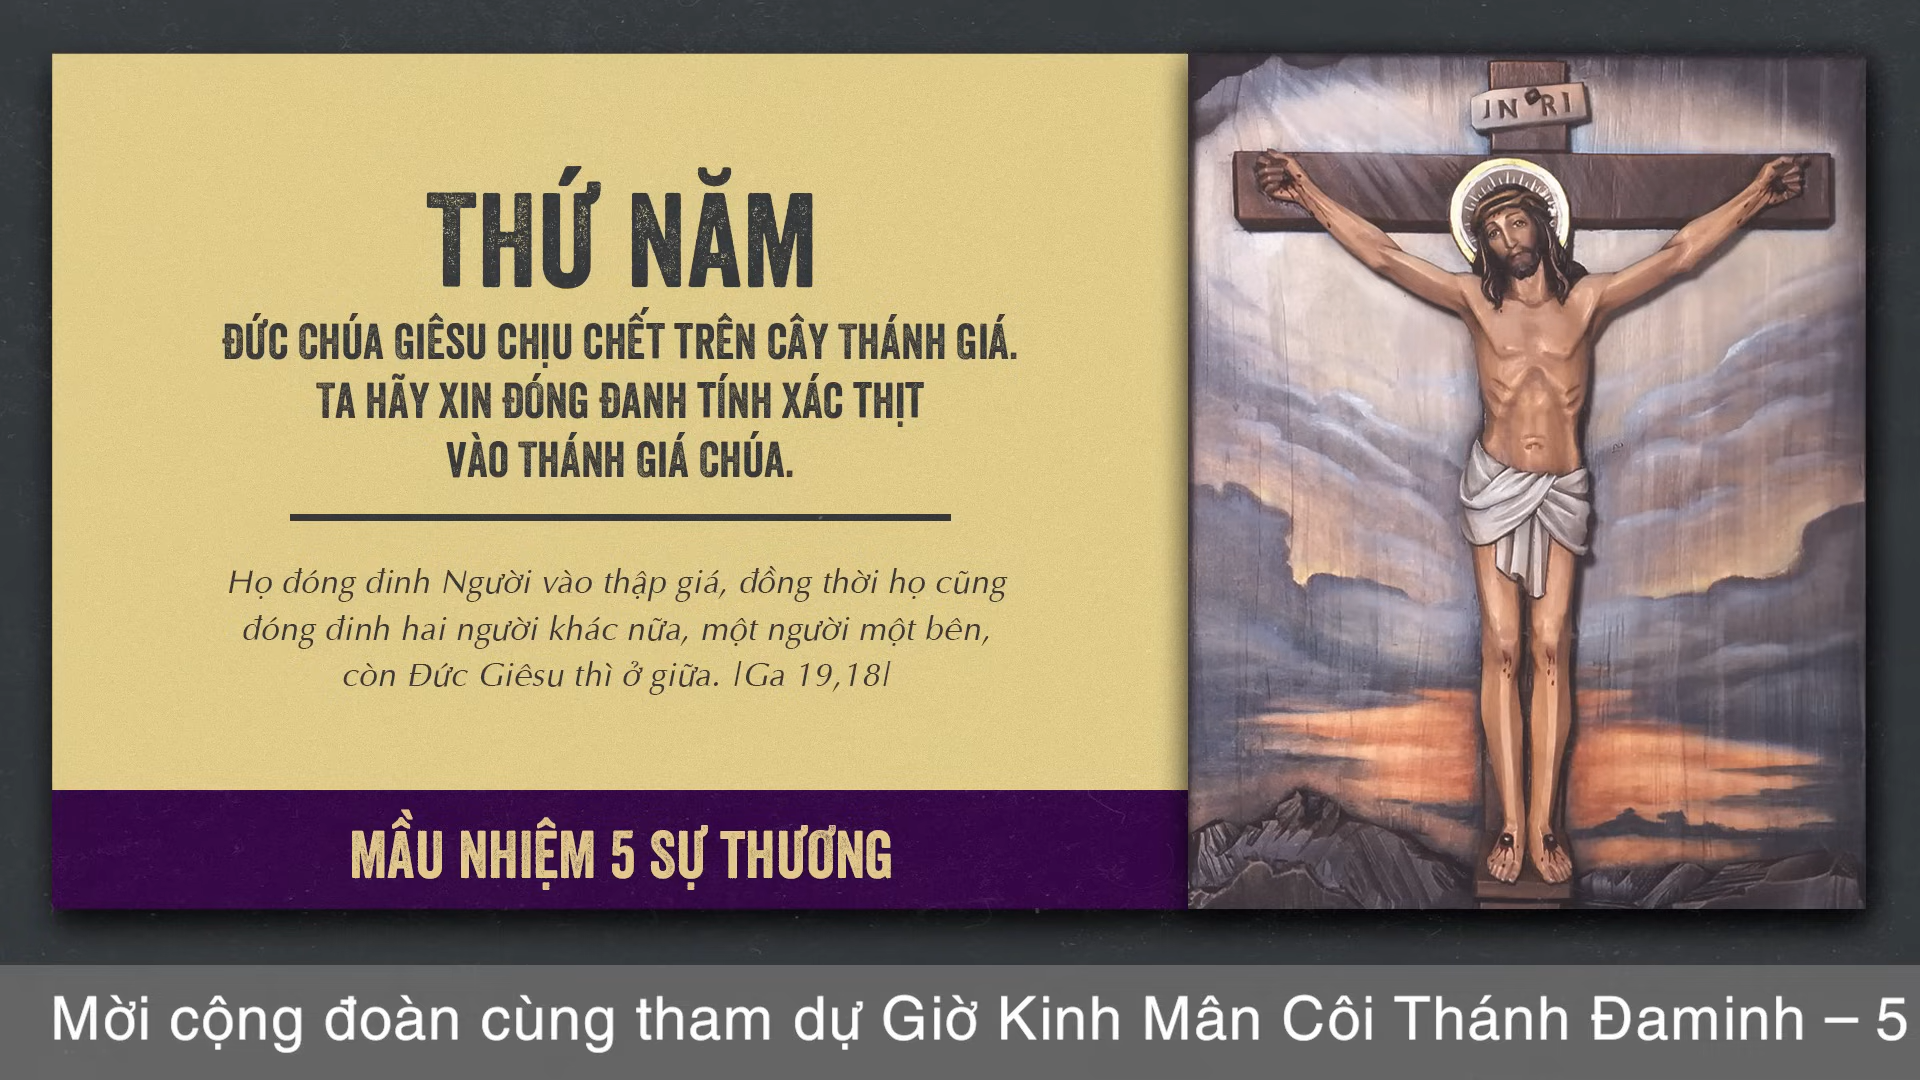 THỨ NĂM
ĐỨC CHÚA GIÊSU CHỊU CHẾT TRÊN CÂY THÁNH GIÁ.
TA HÃY XIN ĐÓNG ĐANH TÍNH XÁC THỊT
VÀO THÁNH GIÁ CHÚA.
Họ đóng đinh Người vào thập giá, đồng thời họ cũng
đóng đinh hai người khác nữa, một người một bên,
còn Đức Giêsu thì ở giữa. |Ga 19,18|
MẦU NHIỆM 5 SỰ THƯƠNG
INRI
Mời cộng đoàn cùng tham dự Giờ Kinh Mân Côi Thánh Đaminh – 5